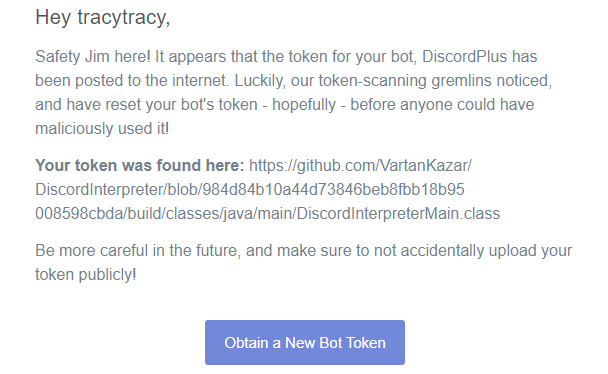 Hey tracytracy,
Safety Jim here! It appears that the token for your bot, DiscordPlus has
been posted to the internet. Luckily, our token-scanning gremlins noticed,
and have reset your bot's token - hopefully - before anyone could have
maliciously used it!
Your token was found here: https://github.com/VartanKazar/
DiscordInterpreter/blob/984d84b10a44d73846beb8fbb18b95
008598cbda/build/classes/java/main/DiscordInterpreterMain.class
Be more careful in the future, and make sure to not accidentally upload your
token publicly!
Obtain a New Bot Token